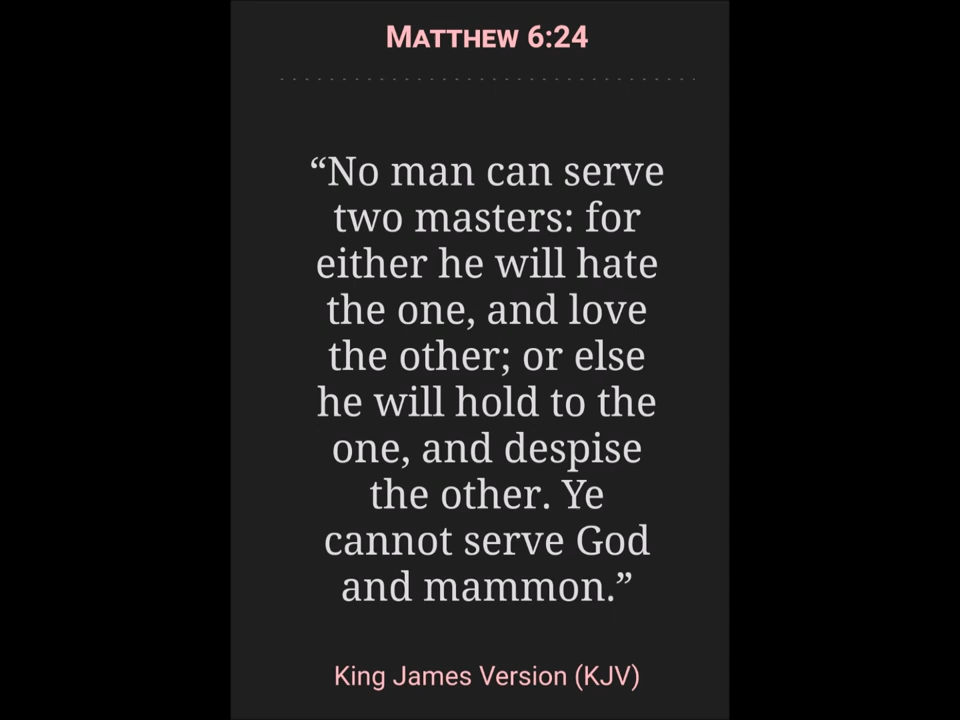 Matthew 6:24
“No man can serve
two masters: for
either he will hate
the one, and love
the other; or else
he will hold to the
one, and despise
the other. Ye
cannot serve God
and mammon.”
King James Version (KJV)